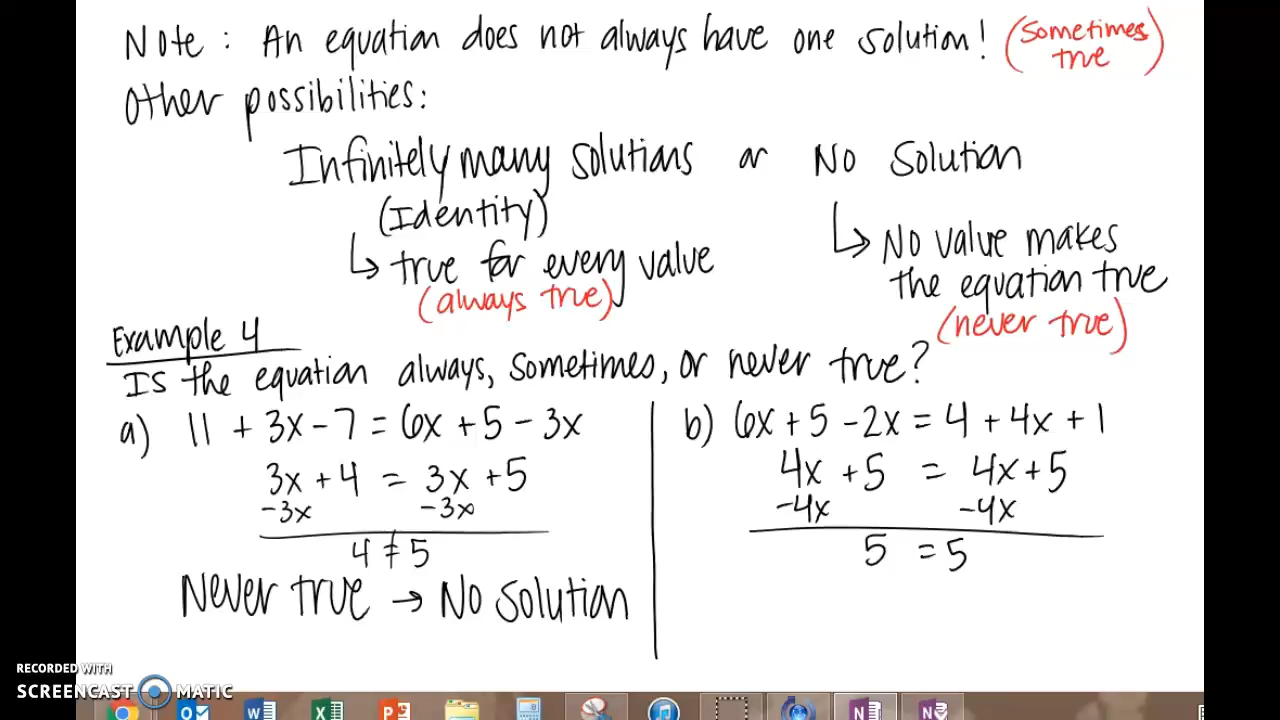 Note: An equation does not always have one solution! (Sometimes true)
Other possibilities:
Infinitely many solutions or No Solution
(Identity)
↳ true for every value
(always true)
↳ No value makes
the equation true
(never true)
Example 4
Is the equation always, sometimes, or never true?
a) 11 + 3x - 7 = 6x + 5 - 3x
3x + 4 = 3x + 5
-3x -3x
4 ≠ 5
Never true → No solution
b) 6x + 5 - 2x = 4 + 4x + 1
4x + 5 = 4x + 5
-4x -4x
5 = 5
RECORDED WITH
SCREENCAST MATIC